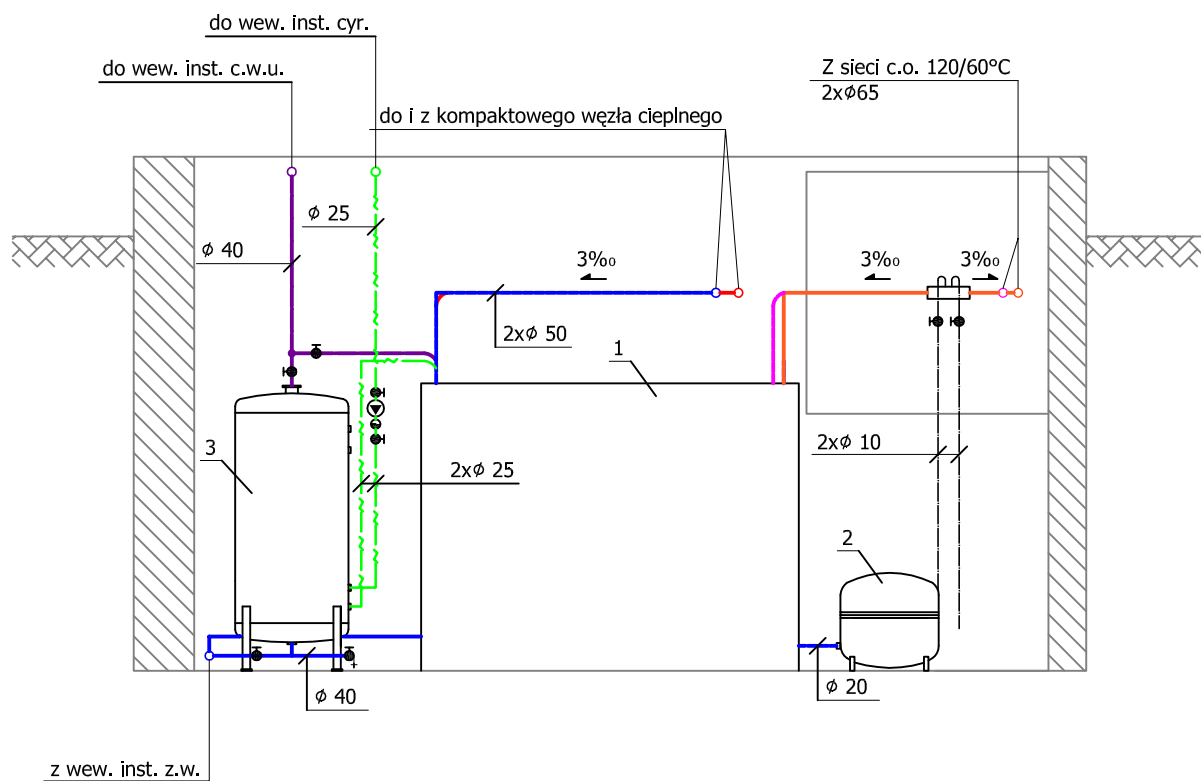 do wew. inst. cyr.
do wew. inst. c.w.u.
Z sieci c.o. 120/60°C
2xϕ65
do i z kompaktowego węzła cieplnego
ϕ 25
ϕ 40
3‰
3‰
3‰
2xϕ 50
1
3
2xϕ 25
2xϕ 10
2
ϕ 40
ϕ 20
z wew. inst. z.w.